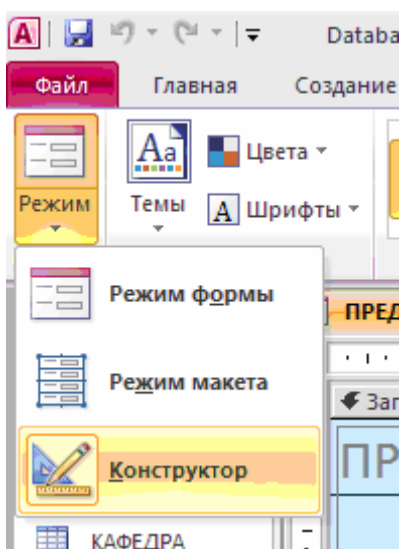 Databa
Файл Главная Создание
Aa Цвета
Режим Темы A Шрифты
Режим формы
ПРЕД
Режим макета
Заг
Конструктор
ПР
КАФЕДРА